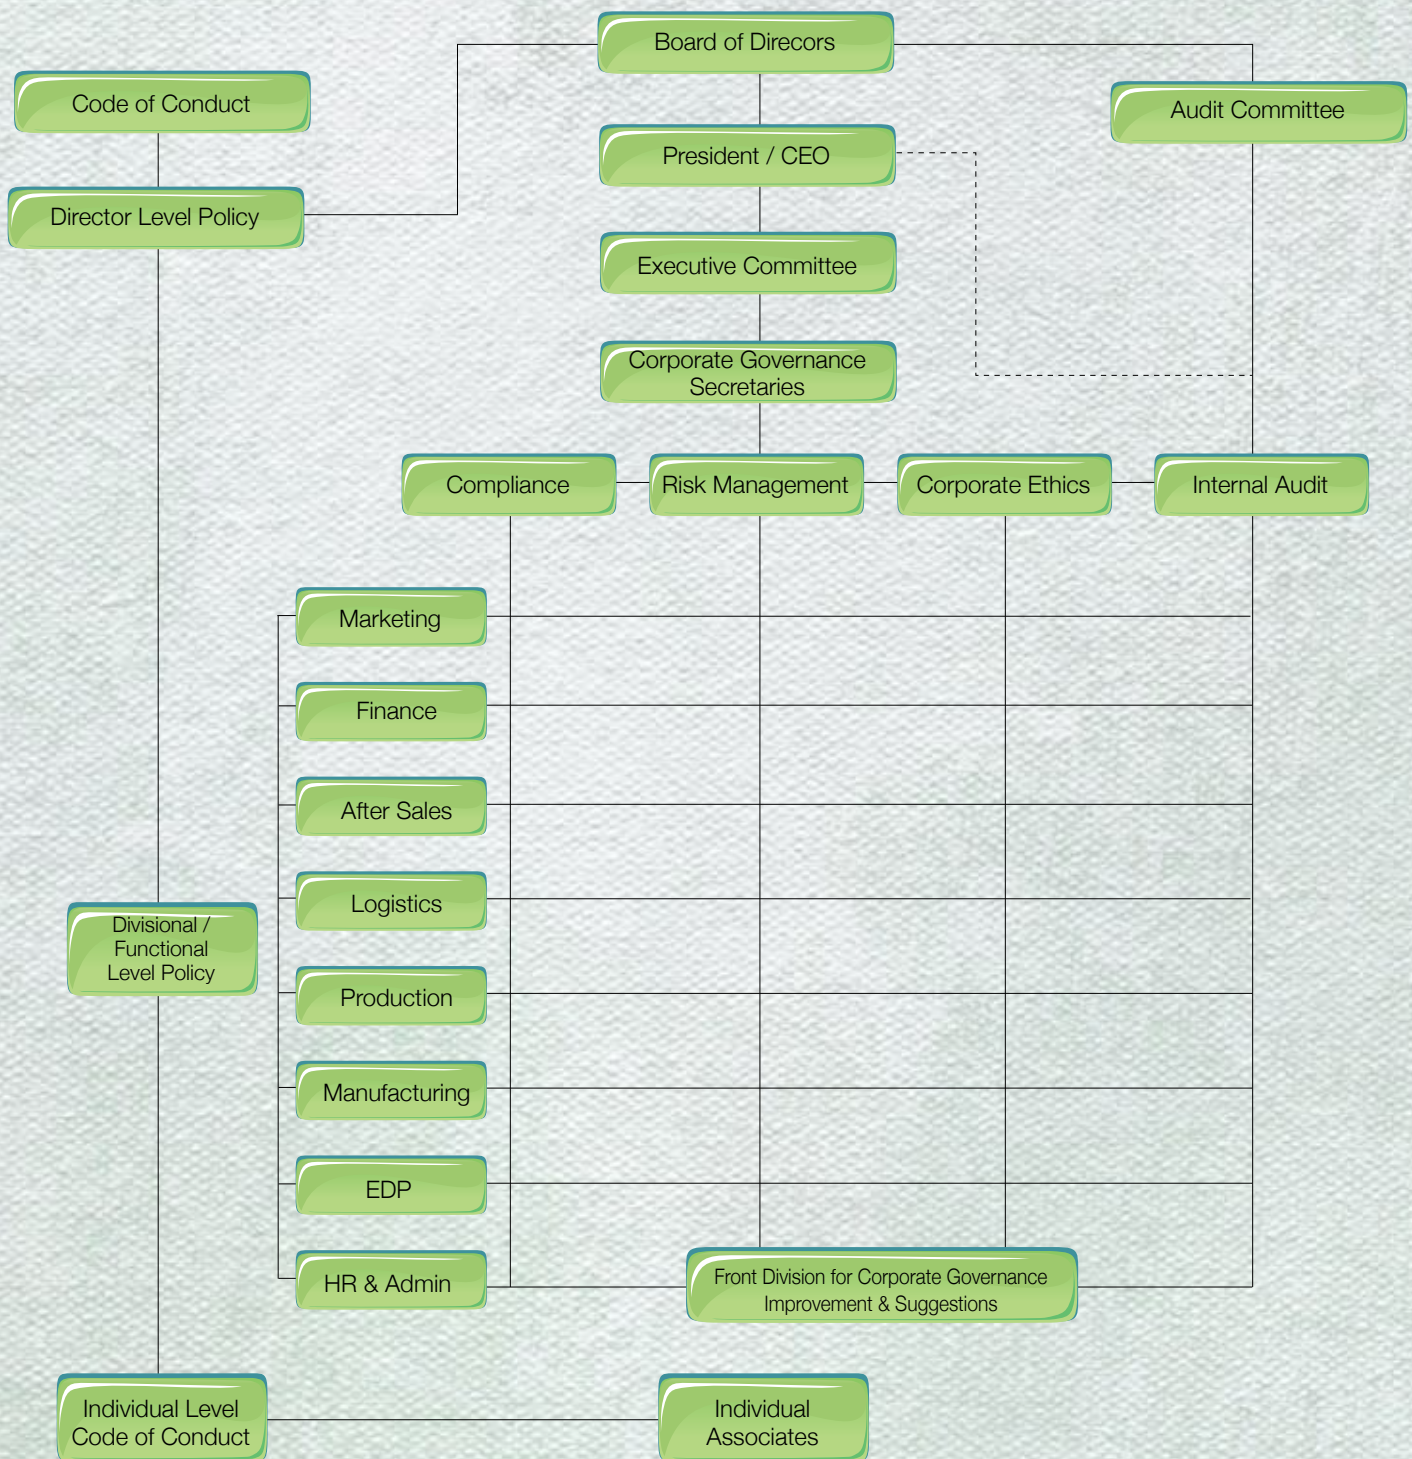 Board of Direcors
Code of Conduct
Audit Committee
President / CEO
Director Level Policy
Executive Committee
Corporate Governance
Secretaries
Compliance
Risk Management
Corporate Ethics
Internal Audit
Marketing
Finance
After Sales
Logistics
Divisional /
Functional
Level Policy
Production
Manufacturing
EDP
HR & Admin
Front Division for Corporate Governance
Improvement & Suggestions
Individual Level
Code of Conduct
Individual
Associates